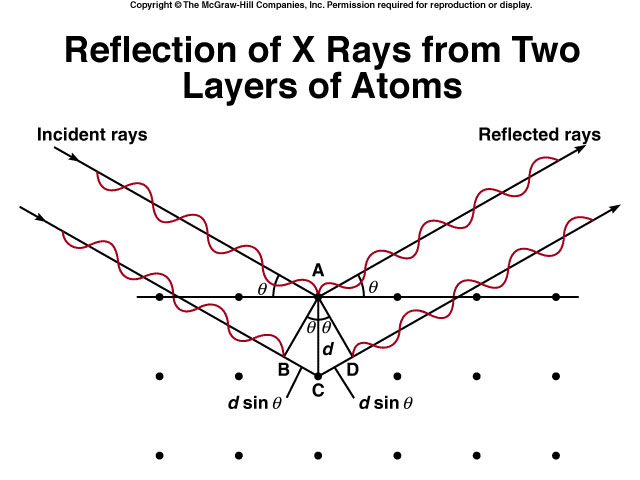 Copyright © The McGraw-Hill Companies, Inc. Permission required for reproduction or display.
Reflection of X Rays from Two
Layers of Atoms
Incident rays
Reflected rays
A
θ
θ
θ θ
d
B
D
C
d sin θ
d sin θ